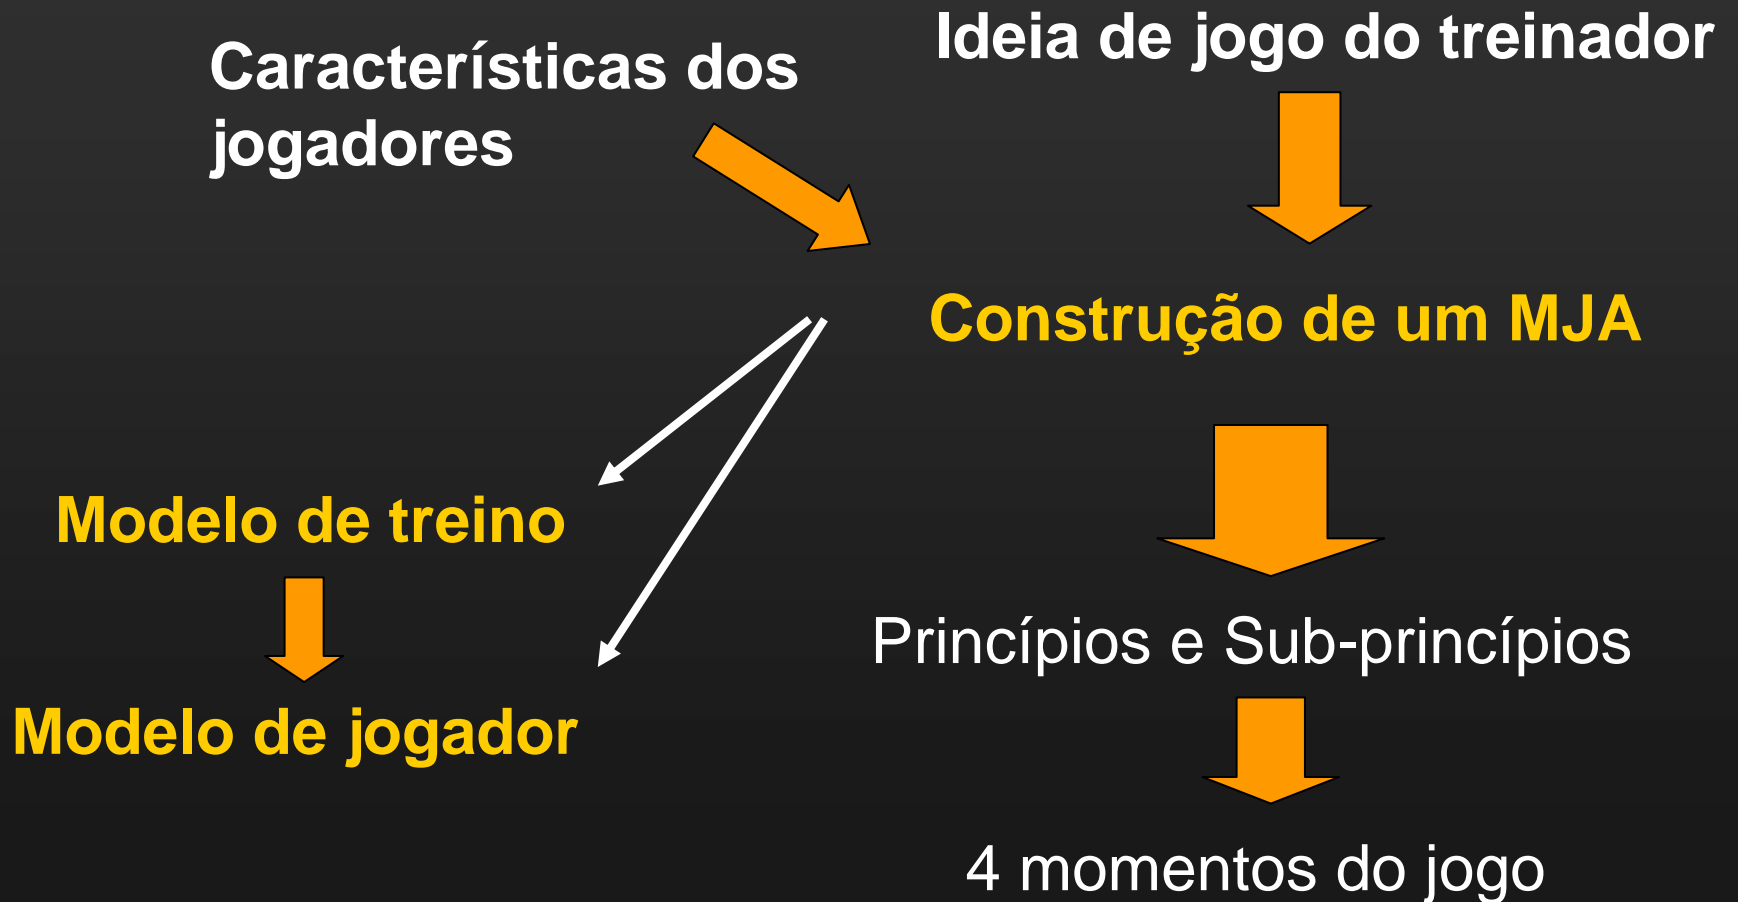 Características dos
jogadores
Ideia de jogo do treinador
Construção de um MJA
Modelo de treino
Modelo de jogador
Princípios e Sub-princípios
4 momentos do jogo